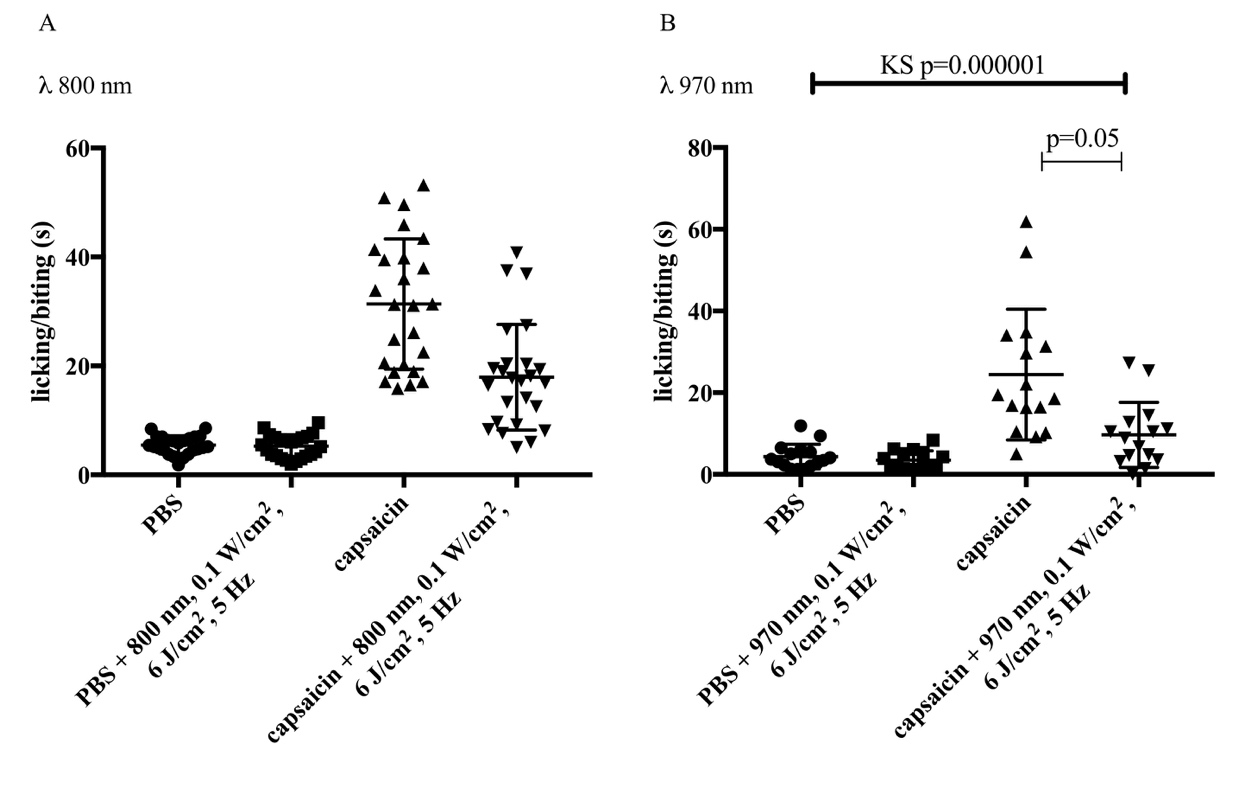 A
λ 800 nm
60
40
20
0
licking/biting (s)
PBS
PBS + 800 nm, 0.1 W/cm²,
6 J/cm², 5 Hz
capsaicin
capsaicin + 800 nm, 0.1 W/cm²,
6 J/cm², 5 Hz
B
λ 970 nm
KS p=0.000001
p=0.05
80
60
40
20
0
licking/biting (s)
PBS
PBS + 970 nm, 0.1 W/cm²,
6 J/cm², 5 Hz
capsaicin
capsaicin + 970 nm, 0.1 W/cm²,
6 J/cm², 5 Hz